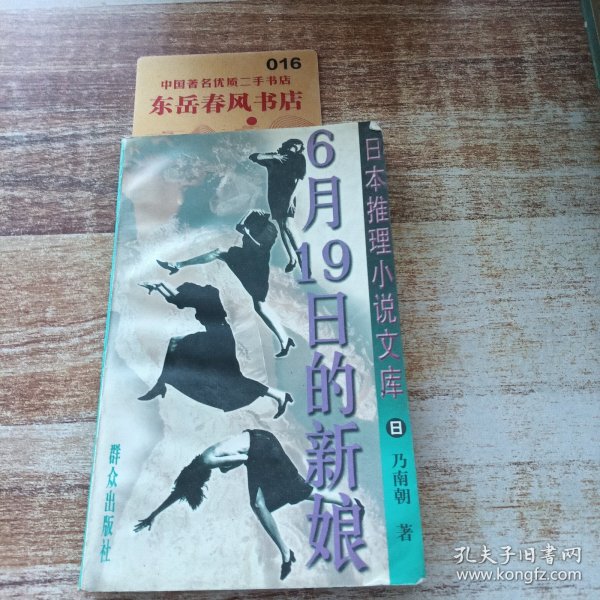 016
中国著名优质二手书店
东岳春风书店
日本推理小说文库
6月19日的新娘
日
乃南朝 著
群众出版社
孔夫子旧书网
www.kongfz.com